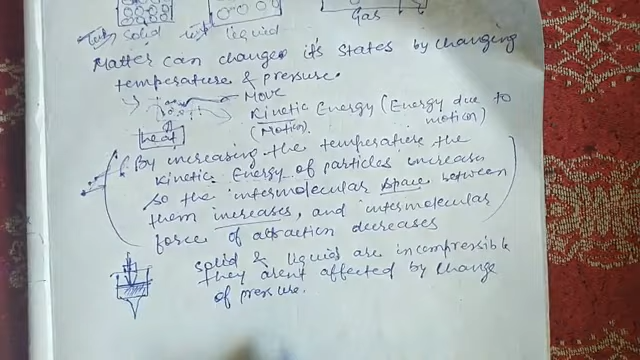 Solid
liquid
Gas
Matter can change it's states by changing
temperature & pressure.
Move
Kinetic Energy (Energy due to
(Motion). motion)
heat
By increasing the temperature the
Kinetic Energy of particles increases
so the intermolecular space between
them increases, and intermolecular
force of attraction decreases
Solid & liquid are incompressible
they arent affected by change
of pressure.